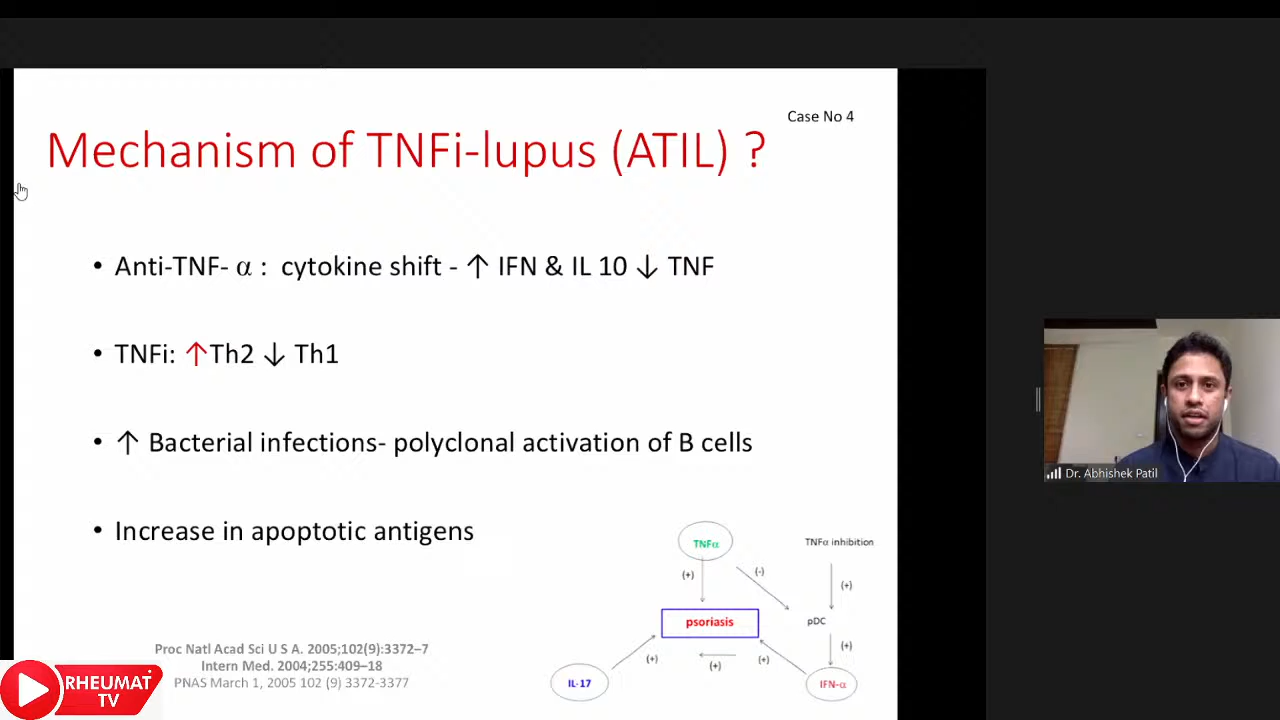 Case No 4
Mechanism of TNFi-lupus (ATIL) ?
• Anti-TNF- α : cytokine shift - ↑ IFN & IL 10 ↓ TNF
• TNFi: ↑Th2 ↓ Th1
• ↑ Bacterial infections- polyclonal activation of B cells
• Increase in apoptotic antigens
TNFα
TNFα inhibition
(+)
(-)
(+)
psoriasis
pDC
(+)
(+)
(+)
(+)
IL-17
IFN-α
Proc Natl Acad Sci U S A. 2005;102(9):3372–7
Intern Med. 2004;255:409–18
PNAS March 1, 2005 102 (9) 3372-3377
RHEUMAT
TV
Dr. Abhishek Patil